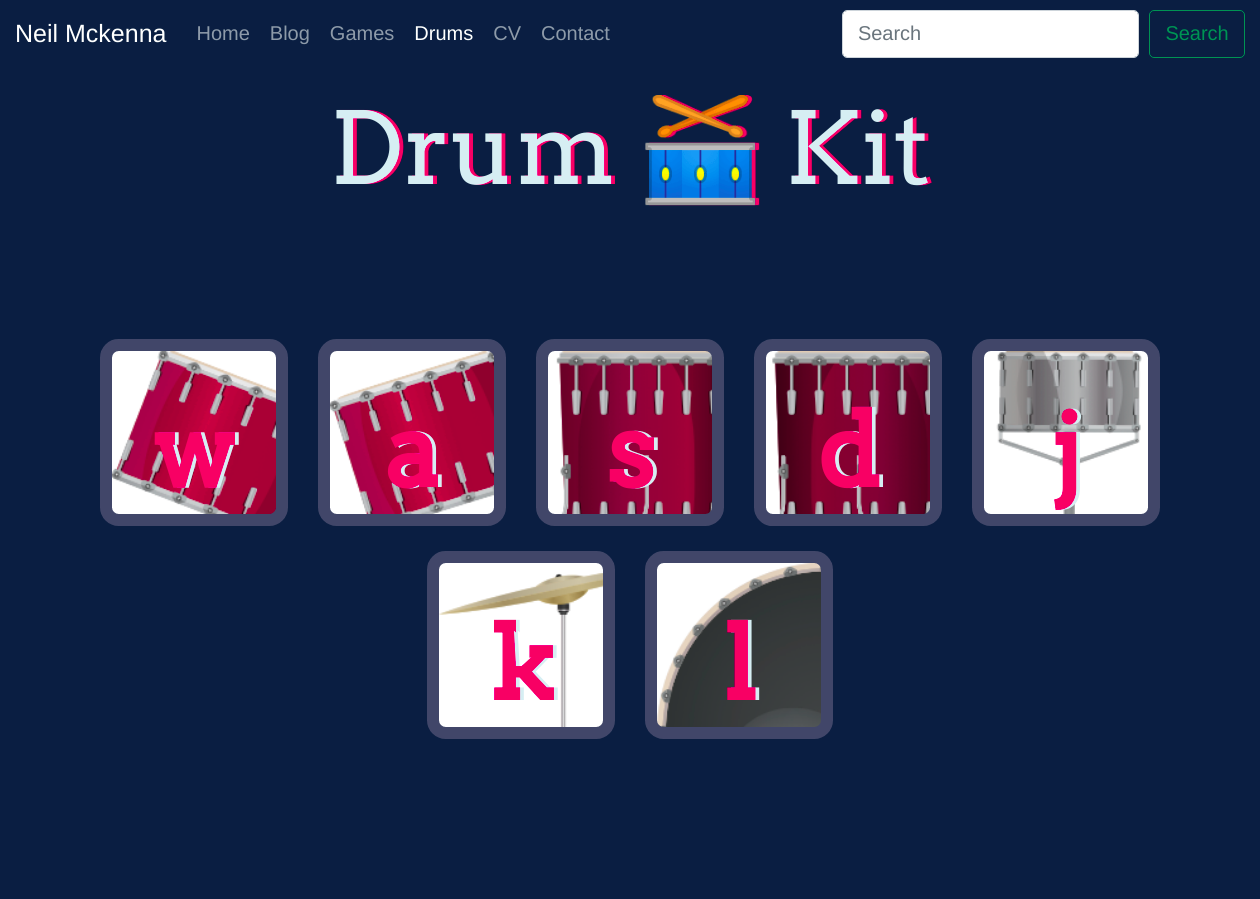 Neil Mckenna Home Blog Games Drums CV Contact Search Search
Drum 🥁 Kit
w a s d j
k l